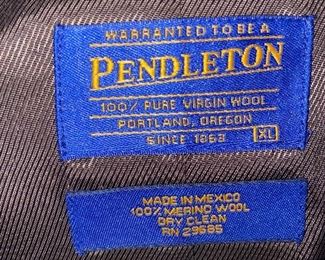 WARRANTED TO BE A
PENDLETON
100% PURE VIRGIN WOOL
PORTLAND, OREGON
SINCE 1863 XL
MADE IN MEXICO
100% MERINO WOOL
DRY CLEAN
RN 29685